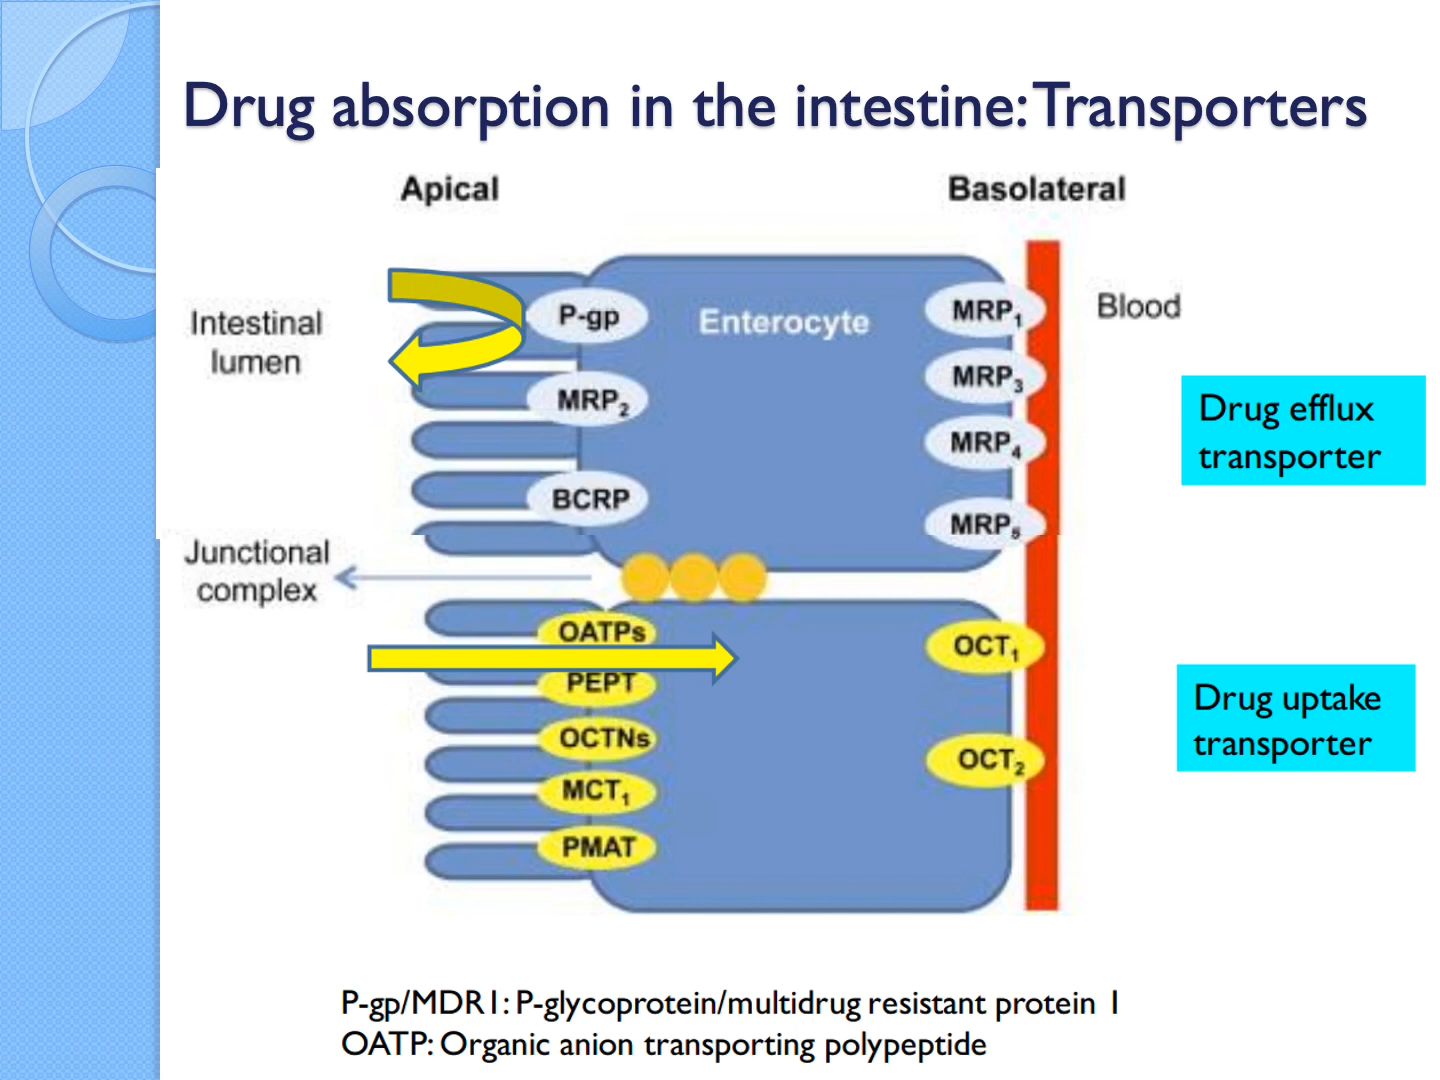 Drug absorption in the intestine: Transporters
Apical
Basolateral
Intestinal
lumen
P-gp
Enterocyte
MRP1
Blood
MRP2
MRP3
Drug efflux
transporter
MRP4
BCRP
MRP5
Junctional
complex
OATPs
OCT1
PEPT
Drug uptake
transporter
OCTNs
OCT2
MCT1
PMAT
P-gp/MDR1: P-glycoprotein/multidrug resistant protein 1
OATP: Organic anion transporting polypeptide